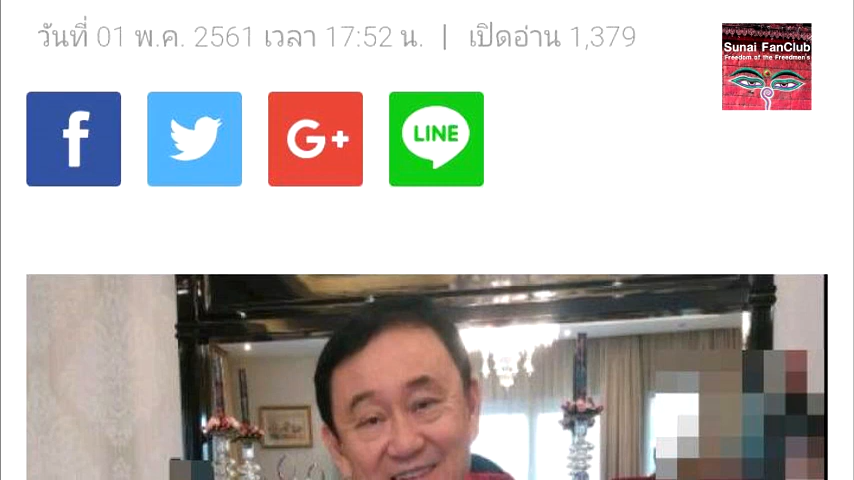 วันที่ 01 พ.ค. 2561 เวลา 17:52 น. | เปิดอ่าน 1,379
Sunai FanClub
Freedom of the Freedmen's
f
G+
LINE